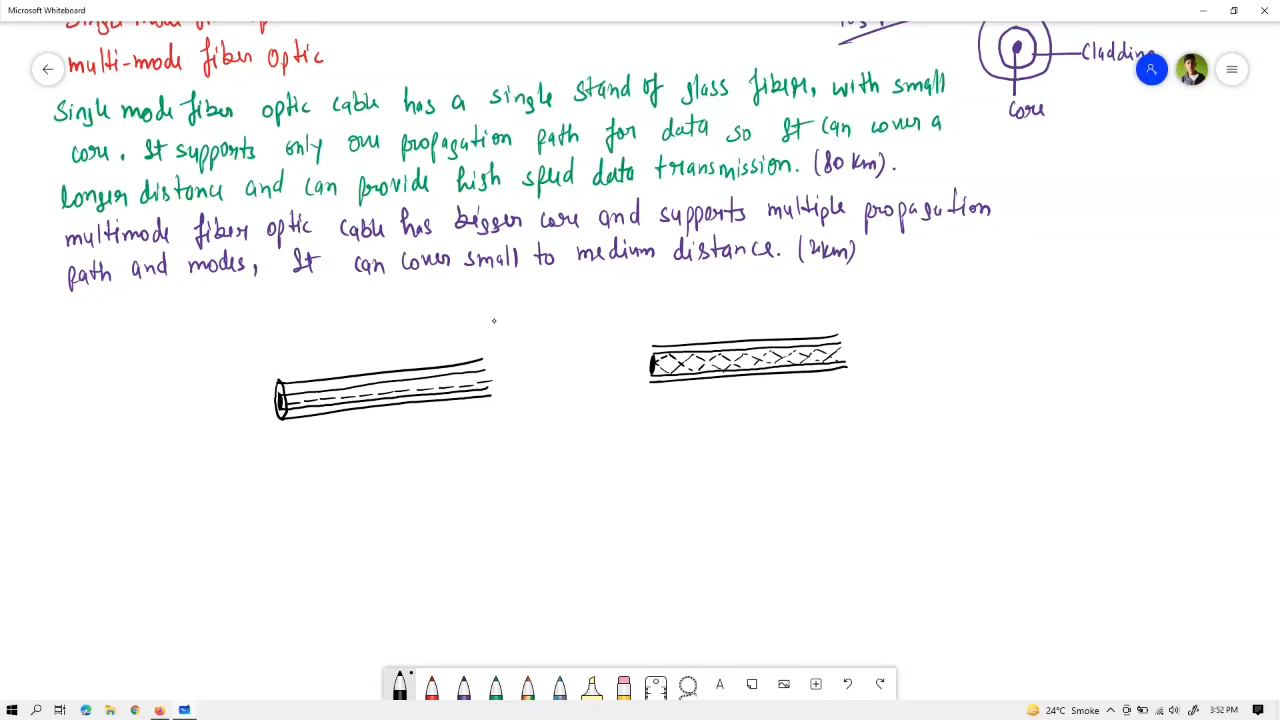 Microsoft Whiteboard
multi-mode fiber Optic
Cladding
Single mode fiber optic cable has a single stand of glass fiber, with small
core
core. It supports only one propagation path for data so It can cover a
longer distance and can provide high speed data transmission. (80 km).
multimode fiber optic cable has bigger core and supports multiple propagation
path and modes, It can cover small to medium distance. (2km)
A
24°C Smoke
3:52 PM